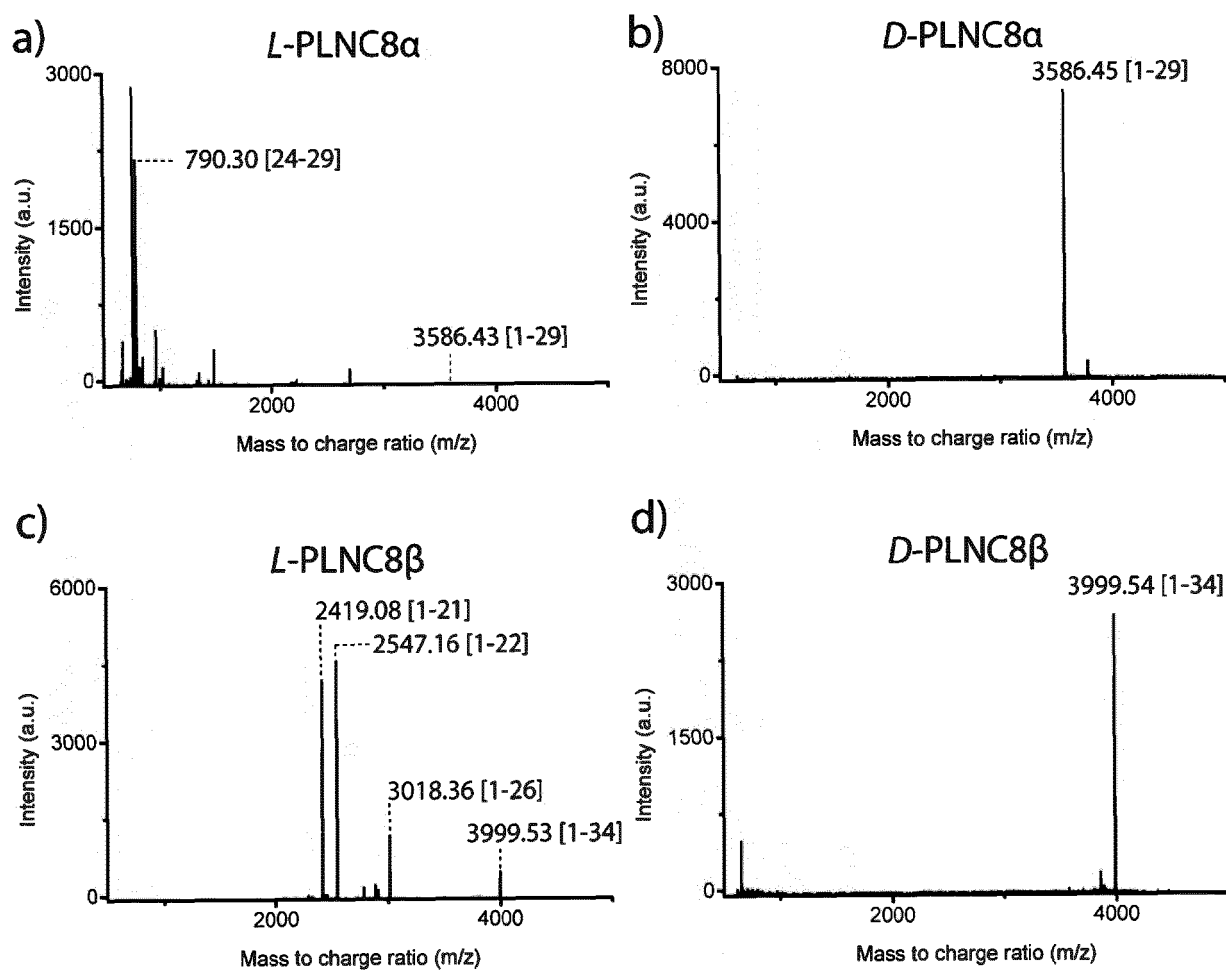 a)
L-PLNC8α
3000
1500
0
790.30 [24-29]
3586.43 [1-29]
2000
4000
Intensity (a.u.)
Mass to charge ratio (m/z)
b)
D-PLNC8α
3586.45 [1-29]
8000
4000
0
2000
4000
Intensity (a.u.)
Mass to charge ratio (m/z)
c)
L-PLNC8β
6000
3000
0
2419.08 [1-21]
2547.16 [1-22]
3018.36 [1-26]
3999.53 [1-34]
2000
4000
Intensity (a.u.)
Mass to charge ratio (m/z)
d)
D-PLNC8β
3999.54 [1-34]
3000
1500
0
2000
4000
Intensity (a.u.)
Mass to charge ratio (m/z)